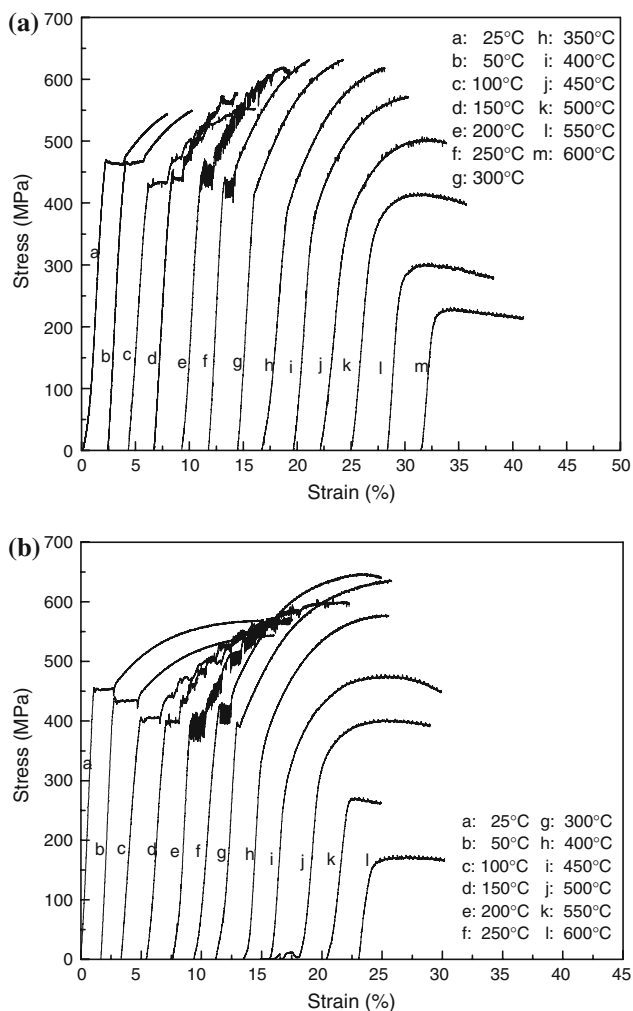 (a)
700
600
500
400
300
200
100
0
Stress (MPa)
a: 25°C h: 350°C
b: 50°C i: 400°C
c: 100°C j: 450°C
d: 150°C k: 500°C
e: 200°C l: 550°C
f: 250°C m: 600°C
g: 300°C
a
b c d e f g h i j k l m
0 5 10 15 20 25 30 35 40 45 50
Strain (%)
(b)
700
600
500
400
300
200
100
0
Stress (MPa)
a
b c d e f g h i j k l
a: 25°C g: 300°C
b: 50°C h: 400°C
c: 100°C i: 450°C
d: 150°C j: 500°C
e: 200°C k: 550°C
f: 250°C l: 600°C
0 5 10 15 20 25 30 35 40 45
Strain (%)